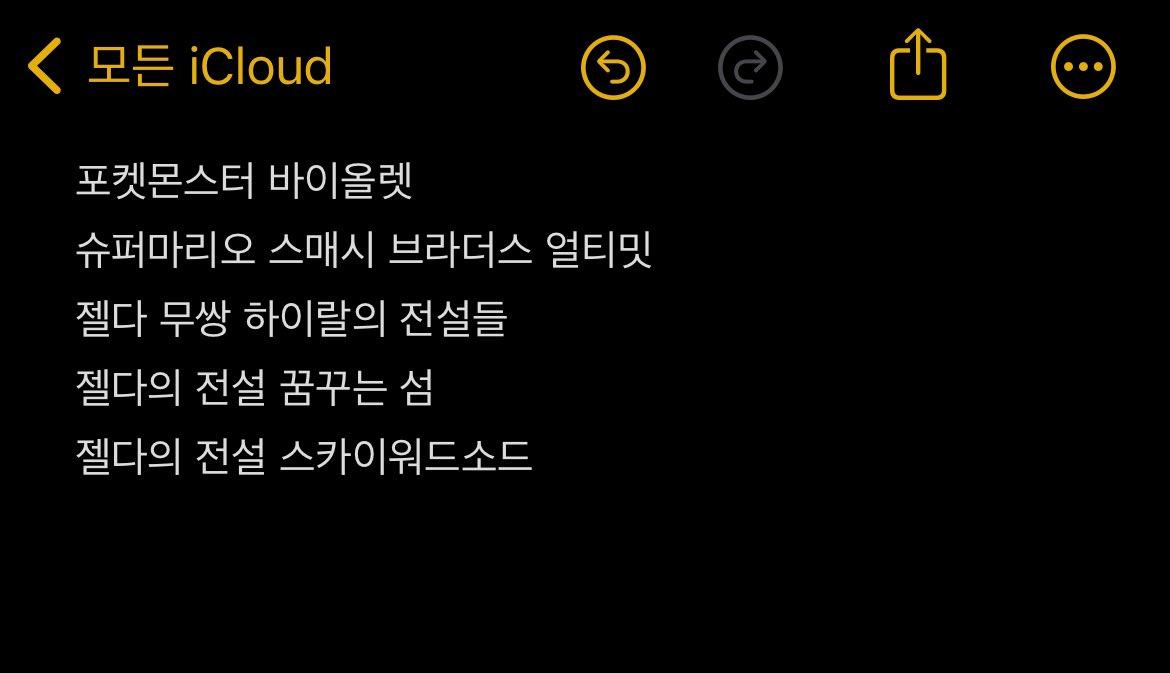 모든 iCloud
포켓몬스터 바이올렛
슈퍼마리오 스매시 브라더스 얼티밋
젤다 무쌍 하이랄의 전설들
젤다의 전설 꿈꾸는 섬
젤다의 전설 스카이워드소드